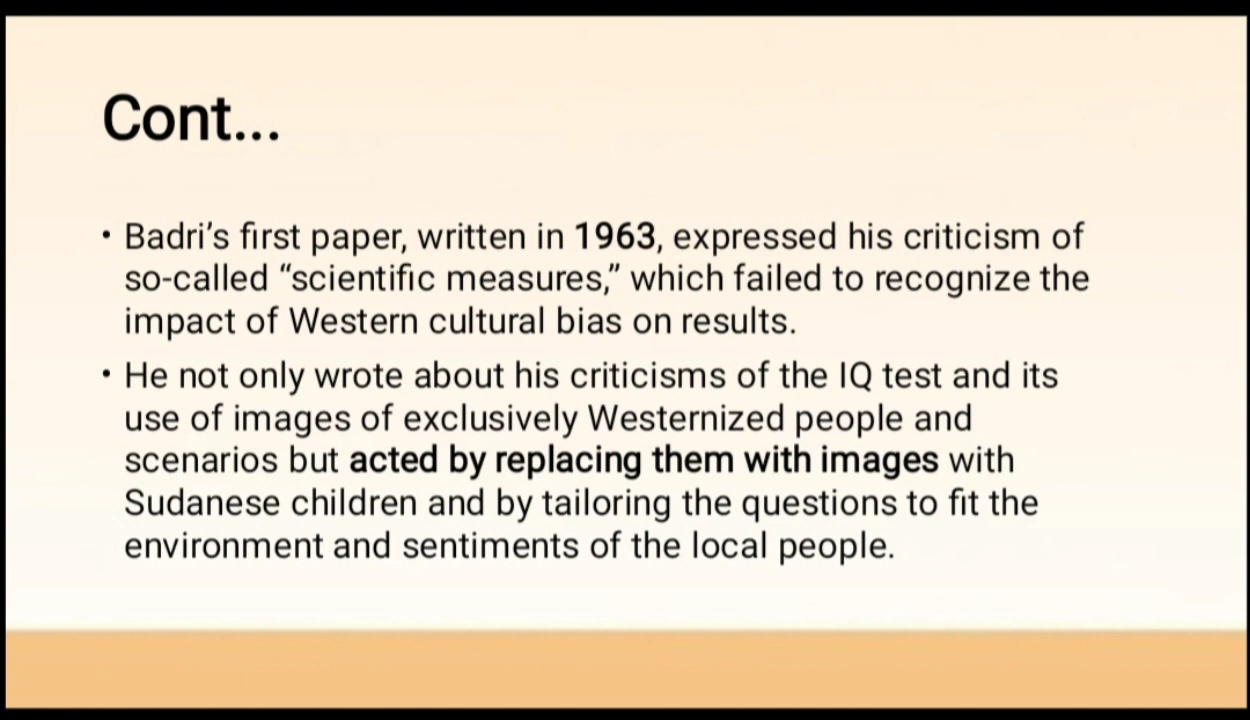 Cont...
• Badri’s first paper, written in 1963, expressed his criticism of
so-called “scientific measures,” which failed to recognize the
impact of Western cultural bias on results.
• He not only wrote about his criticisms of the IQ test and its
use of images of exclusively Westernized people and
scenarios but acted by replacing them with images with
Sudanese children and by tailoring the questions to fit the
environment and sentiments of the local people.